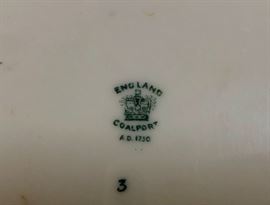 ENGLAND
COALPORT
A.D. 1750
3